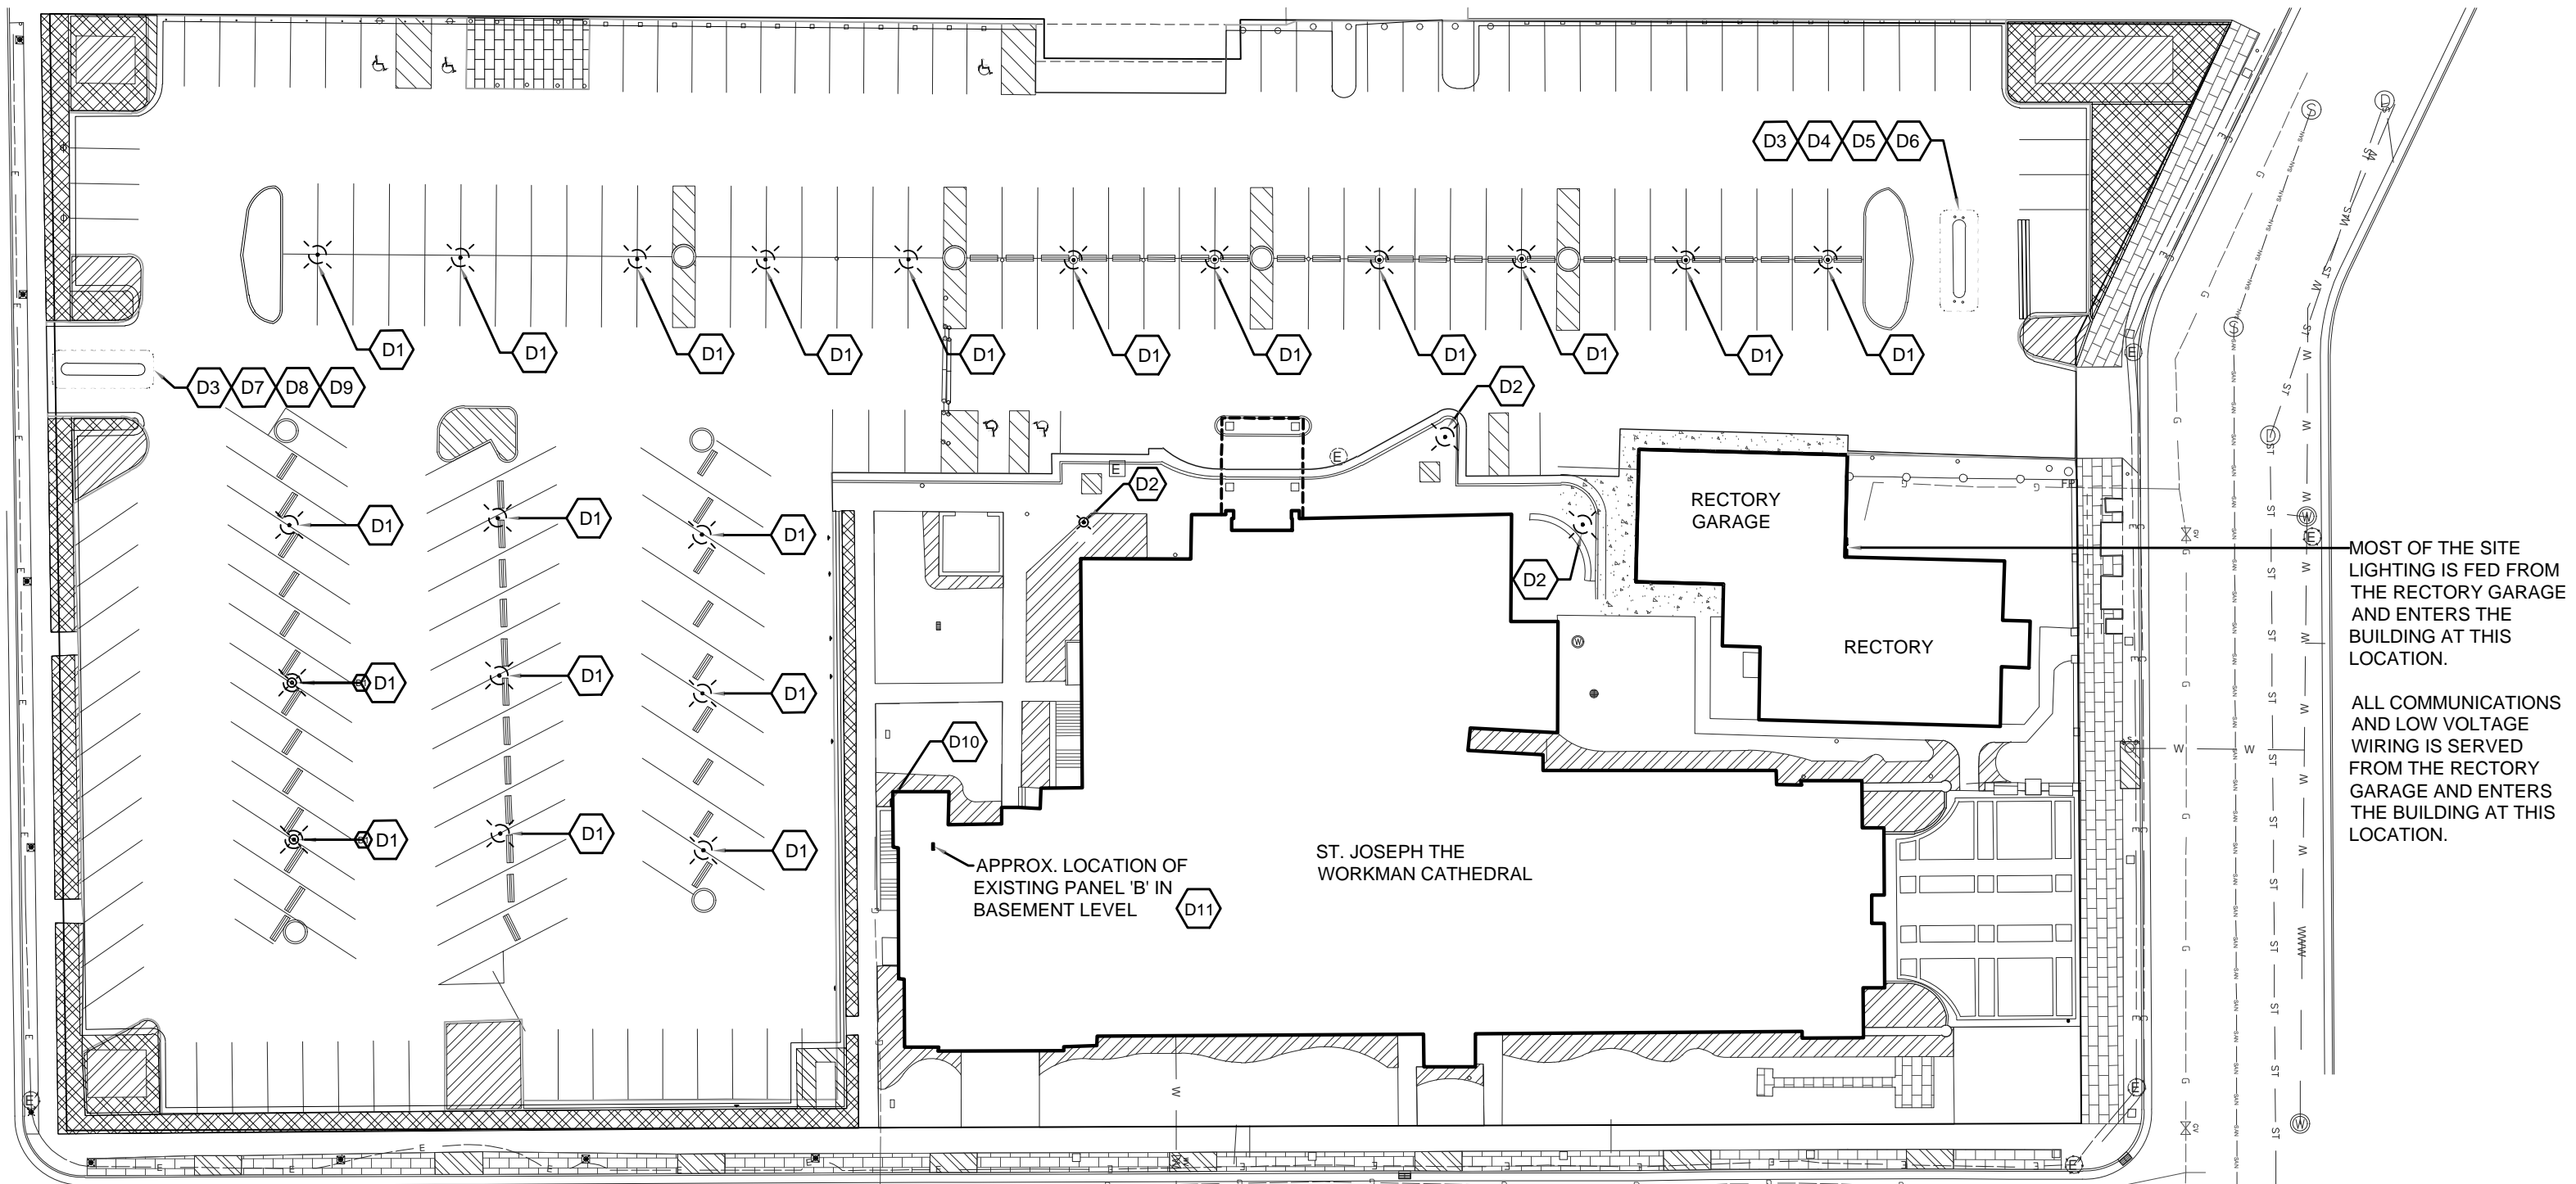 D3 D4 D5 D6
D1 D1 D1 D1 D1 D1 D1 D1 D1 D1 D1
D3 D7 D8 D9
D2
D2
D1 D1 D1
D2
RECTORY
GARAGE
RECTORY
MOST OF THE SITE
LIGHTING IS FED FROM
THE RECTORY GARAGE
AND ENTERS THE
BUILDING AT THIS
LOCATION.
ALL COMMUNICATIONS
AND LOW VOLTAGE
WIRING IS SERVED
FROM THE RECTORY
GARAGE AND ENTERS
THE BUILDING AT THIS
LOCATION.
D1 D1 D1
D10
D1 D1 D1
APPROX. LOCATION OF
EXISTING PANEL 'B' IN
BASEMENT LEVEL
D11
ST. JOSEPH THE
WORKMAN CATHEDRAL